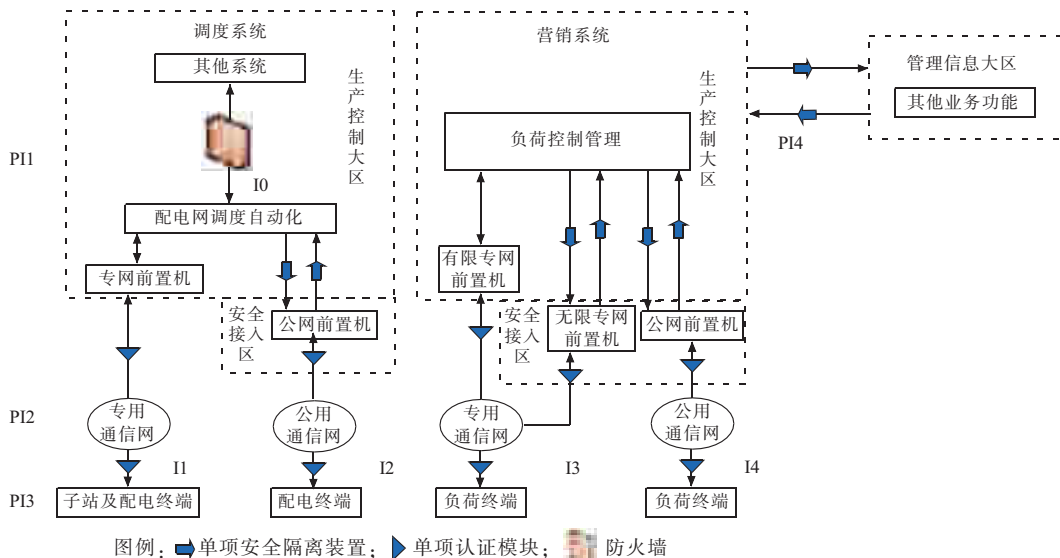 调度系统
其他系统
生产控制大区
PI1
I0
配电网调度自动化
专网前置机
安全接入区
公网前置机
营销系统
负荷控制管理
生产控制大区
有限专网
前置机
安全接入区
无限专网
前置机
公网前置机
管理信息大区
其他业务功能
PI4
PI2
专用
通信网
公用
通信网
专用
通信网
公用
通信网
I1
I2
I3
I4
PI3
子站及配电终端
配电终端
负荷终端
负荷终端
图例：单项安全隔离装置；单项认证模块；防火墙